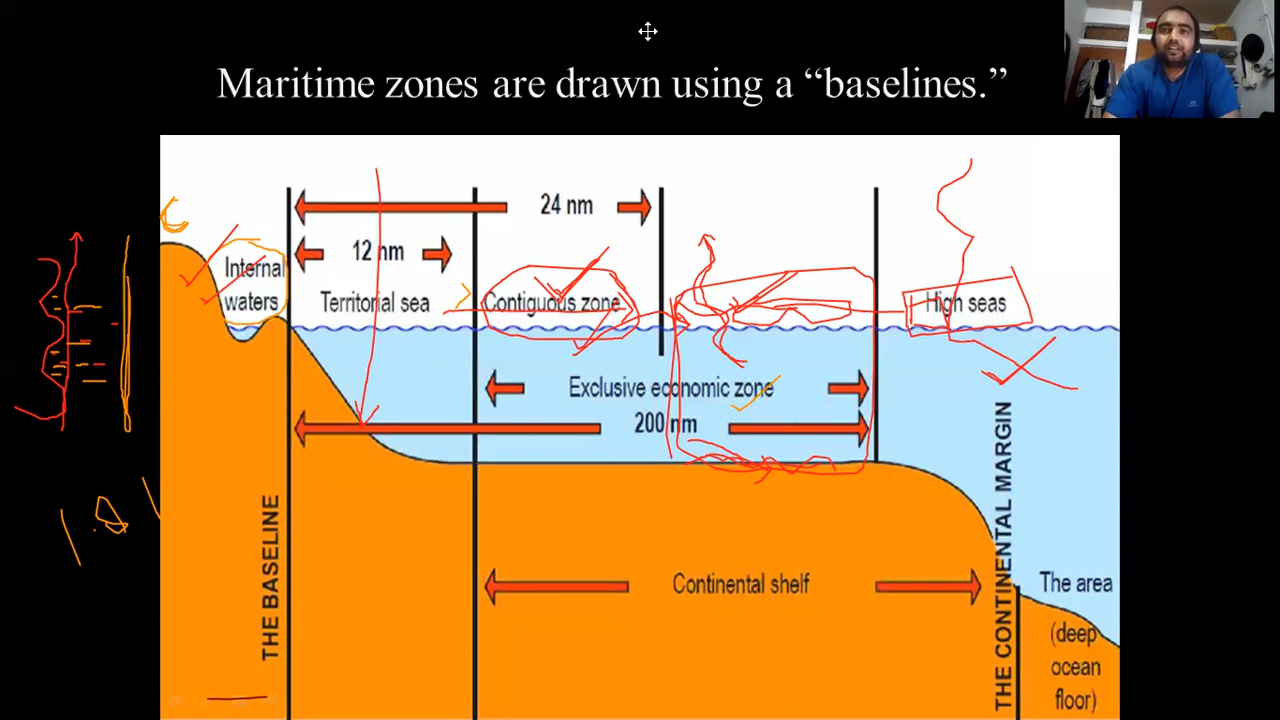 Maritime zones are drawn using a “baselines.”
24 nm
12 nm
Internal
waters
Territorial sea
Contiguous zone
High seas
Exclusive economic zone
200 nm
THE BASELINE
Continental shelf
THE CONTINENTAL MARGIN
The area
(deep
ocean
floor)